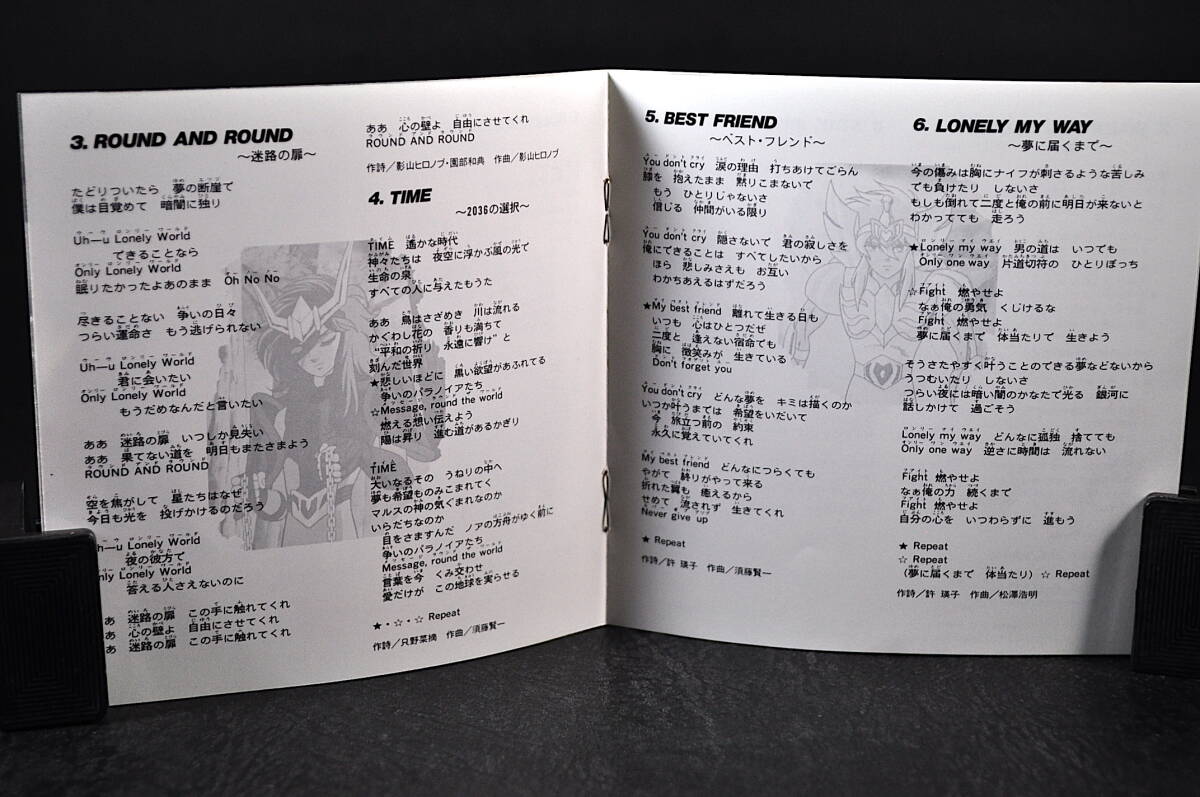 3. ROUND AND ROUND
〜迷路の扉〜
たどりついたら 夢の断崖で
僕は目覚めて 暗闇に独り
Uh—u Lonely World
できることなら
Only Lonely World
眠りたかったよあのまま Oh No No
尽きることない 争いの日々
つらい運命さ もう逃げられない
Uh—u Lonely World
君に会いたい
Only Lonely World
もうだめなんだと言いたい
ああ 迷路の扉 いつしか見失い
ああ 果てない道を 明日もまたさまよう
ROUND AND ROUND
空を焦がして 星たちはなぜ
今日も光を 投げかけるのだろう
h—u Lonely World
夜の彼方で
nly Lonely World
答える人さえないのに
あ 迷路の扉 この手に触れてくれ
あ 心の壁よ 自由にさせてくれ
ああ 迷路の扉 この手に触れてくれ
ああ 心の壁よ 自由にさせてくれ
ROUND AND ROUND
作詩/影山ヒロノブ・園部和典 作曲/影山ヒロノブ
4. TIME
〜2036の選択〜
TIME 遙かな時代
神々たちは 夜空に浮かぶ風の光で
生命の泉
すべての人に与えたもうた
ああ 鳥はさざめき 川は流れる
かぐわし花の 香りも満ちて
“平和の祈り 永遠に響け”と
刻んだ世界
★悲しいほどに 黒い欲望があふれてる
争いのパラノイアたち
☆Message, round the world
燃える想い伝えよう
陽は昇り 進む道があるかぎり
TIME
大いなるその うねりの中へ
夢も希望ものみこまれてく
マルスの神の気くまれなのか
いらだちなのか
目をさますんだ ノアの方舟がゆく前に
争いのパラノイアたち
Message, round the world
言葉を今 くみ交わせ
愛だけが この地球を実らせる
★・☆・☆ Repeat
作詩/只野菜摘 作曲/須藤賢一
5. BEST FRIEND
〜ベスト・フレンド〜
You don't cry 涙の理由 打ちあけてごらん
膝を 抱えたまま 黙りこまないで
もう ひとりじゃないさ
信じる 仲間がいる限り
You don't cry 隠さないで 君の寂しさを
俺にできることは すべてしたいから
ほら 悲しみさえも お互い
わかちあえるはずだろう
★My best friend 離れて生きる日も
いつも 心はひとつだぜ
二度と 逢えない宿命でも
胸に 微笑みが 生きている
Don't forget you
You don't cry どんな夢を キミは描くのか
いつか叶うまでは 希望をいだいて
今 旅立つ前の 約束
永久に覚えていてくれ
My best friend どんなにつらくても
やがて 終りがやって来る
折れた翼も 癒えるから
せめて 流されず 生きてくれ
Never give up
★ Repeat
作詩/許 瑛子 作曲/須藤賢一
6. LONELY MY WAY
〜夢に届くまで〜
今の傷みは胸にナイフが刺さるような苦しみ
でも負けたり しないさ
もしも倒れて二度と俺の前に明日が来ないと
わかってても 走ろう
★Lonely my way 男の道は いつでも
Only one way 片道切符の ひとりぼっち
☆Fight 燃やせよ
なぁ俺の勇気 くじけるな
Fight 燃やせよ
夢に届くまで 体当たりで 生きよう
そうさたやすく叶うことのできる夢などないから
うつむいたり しないさ
つらい夜には暗い闇のかなたで光る 銀河に
話しかけて 過ごそう
Lonely my way どんなに孤独 捨てても
Only one way 逆さに時間は 流れない
Fight 燃やせよ
なぁ俺の力 続くまで
Fight 燃やせよ
自分の心を いつわらずに 進もう
★ Repeat
☆ Repeat
(夢に届くまで 体当たり) ☆ Repeat
作詩/許 瑛子 作曲/松澤浩明